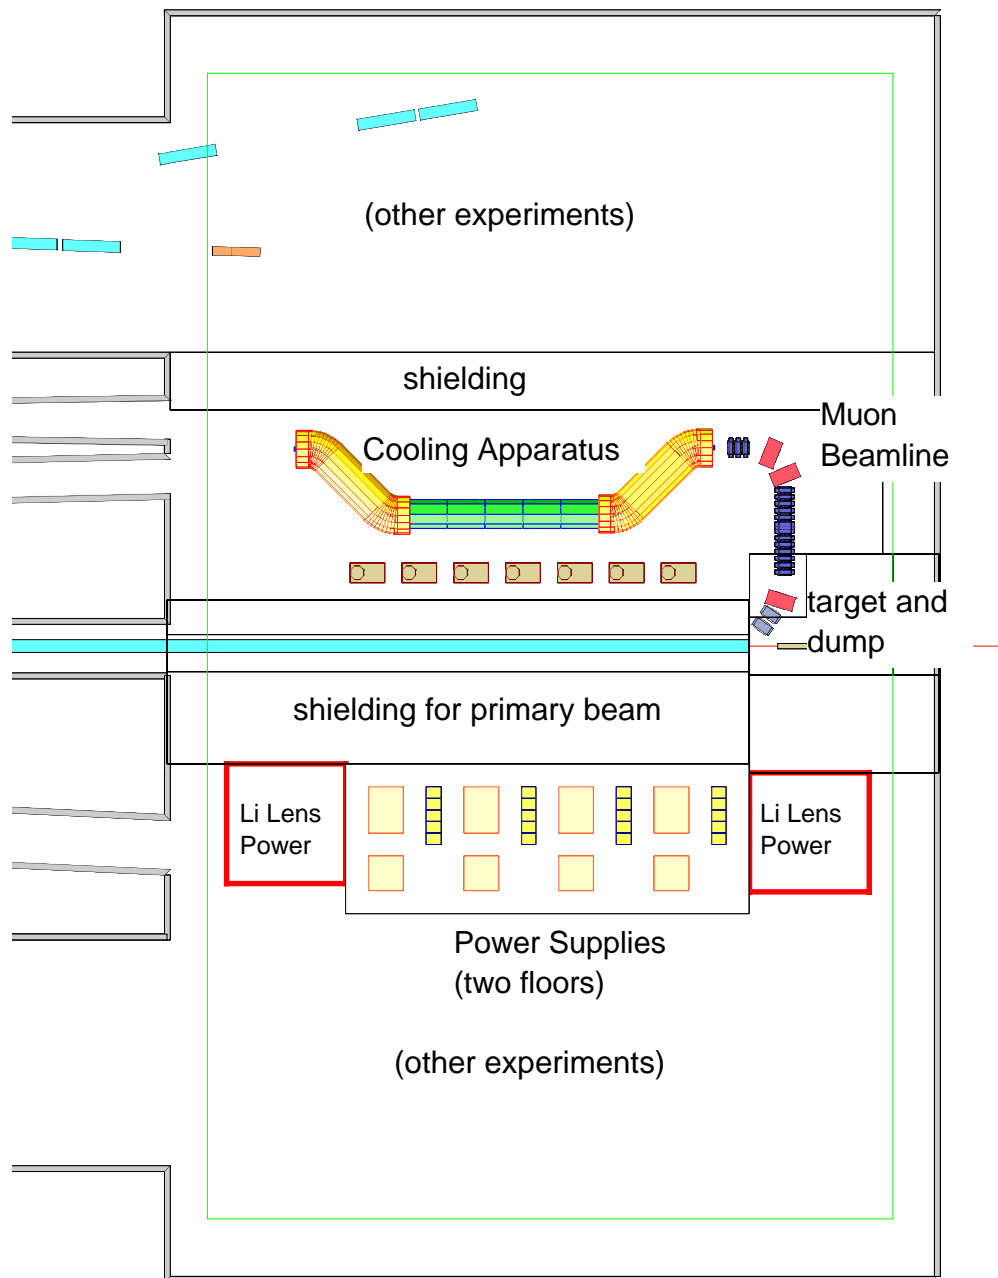 (other experiments)
shielding
Muon
Beamline
Cooling Apparatus
target and
dump
shielding for primary beam
Li Lens
Power
Li Lens
Power
Power Supplies
(two floors)
(other experiments)